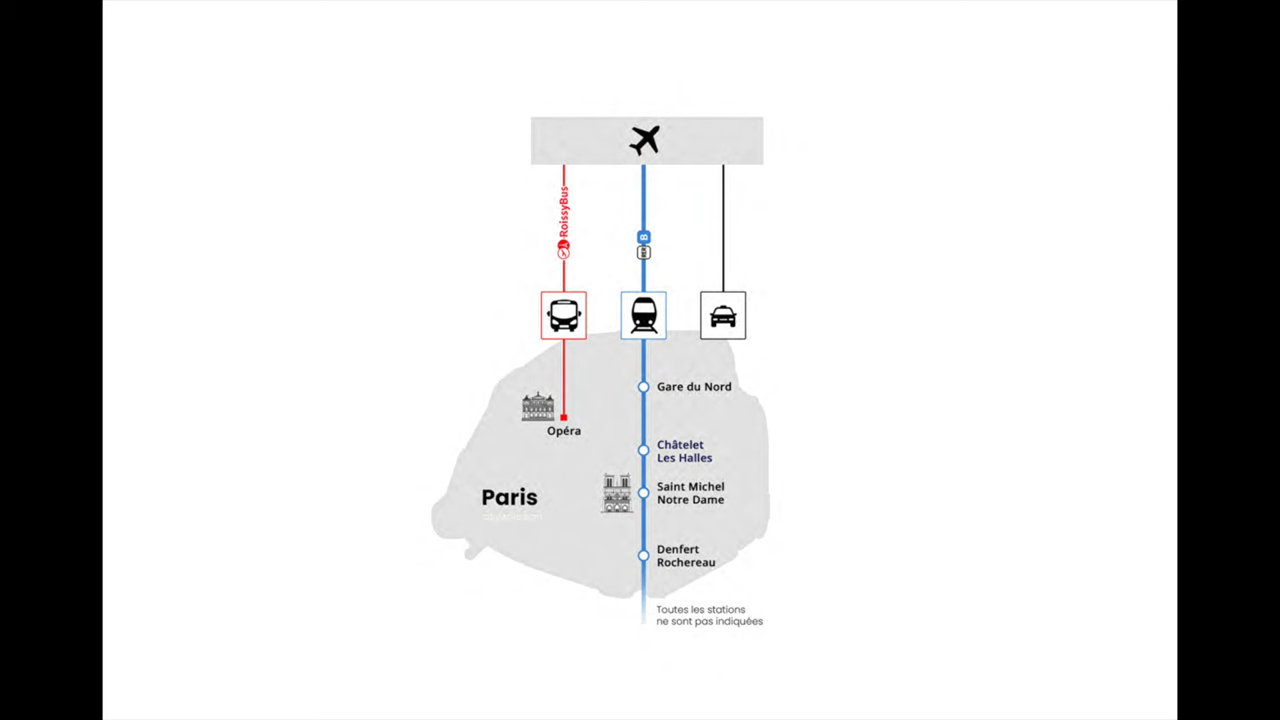 RoissyBus
B
RER
Gare du Nord
Opéra
Châtelet
Les Halles
Saint Michel
Notre Dame
Paris
Denfert
Rochereau
Toutes les stations
ne sont pas indiquées